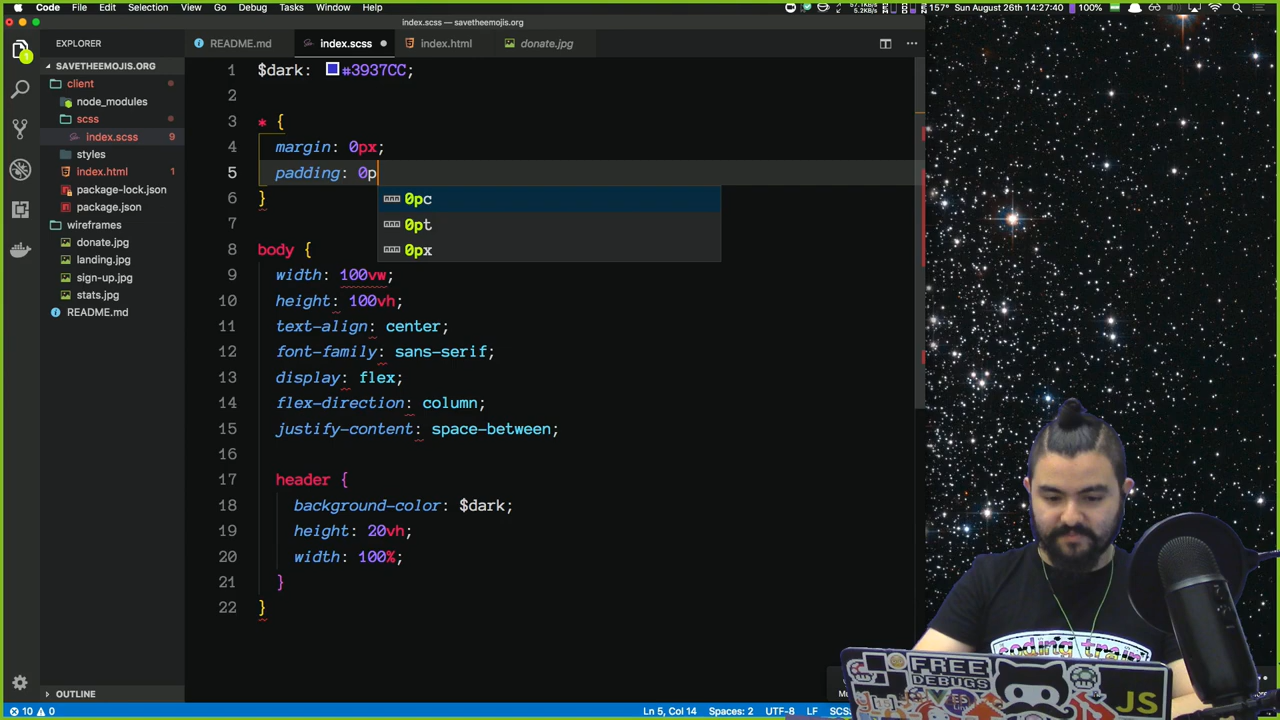 Code File Edit Selection View Go Debug Tasks Window Help
57.1KB/s
5.2KB/s
157° Sun August 26th 14:27:40 100%
index.scss — savetheemojis.org
EXPLORER
README.md
index.scss
index.html
donate.jpg
SAVETHEEMOJIS.ORG
client
node_modules
scss
index.scss 9
styles
index.html
package-lock.json
package.json
wireframes
donate.jpg
landing.jpg
sign-up.jpg
stats.jpg
README.md
OUTLINE
1
1 $dark: #3937CC;
2
3 * {
4 margin: 0px;
5 padding: 0p
0pc
0pt
0px
6 }
7
8 body {
9 width: 100vw;
10 height: 100vh;
11 text-align: center;
12 font-family: sans-serif;
13 display: flex;
14 flex-direction: column;
15 justify-content: space-between;
16
17 header {
18 background-color: $dark;
19 height: 20vh;
20 width: 100%;
21 }
22 }
coding train
FREE
DEBUGS
JS
10 0 Ln 5, Col 14 Spaces: 2 UTF-8 LF